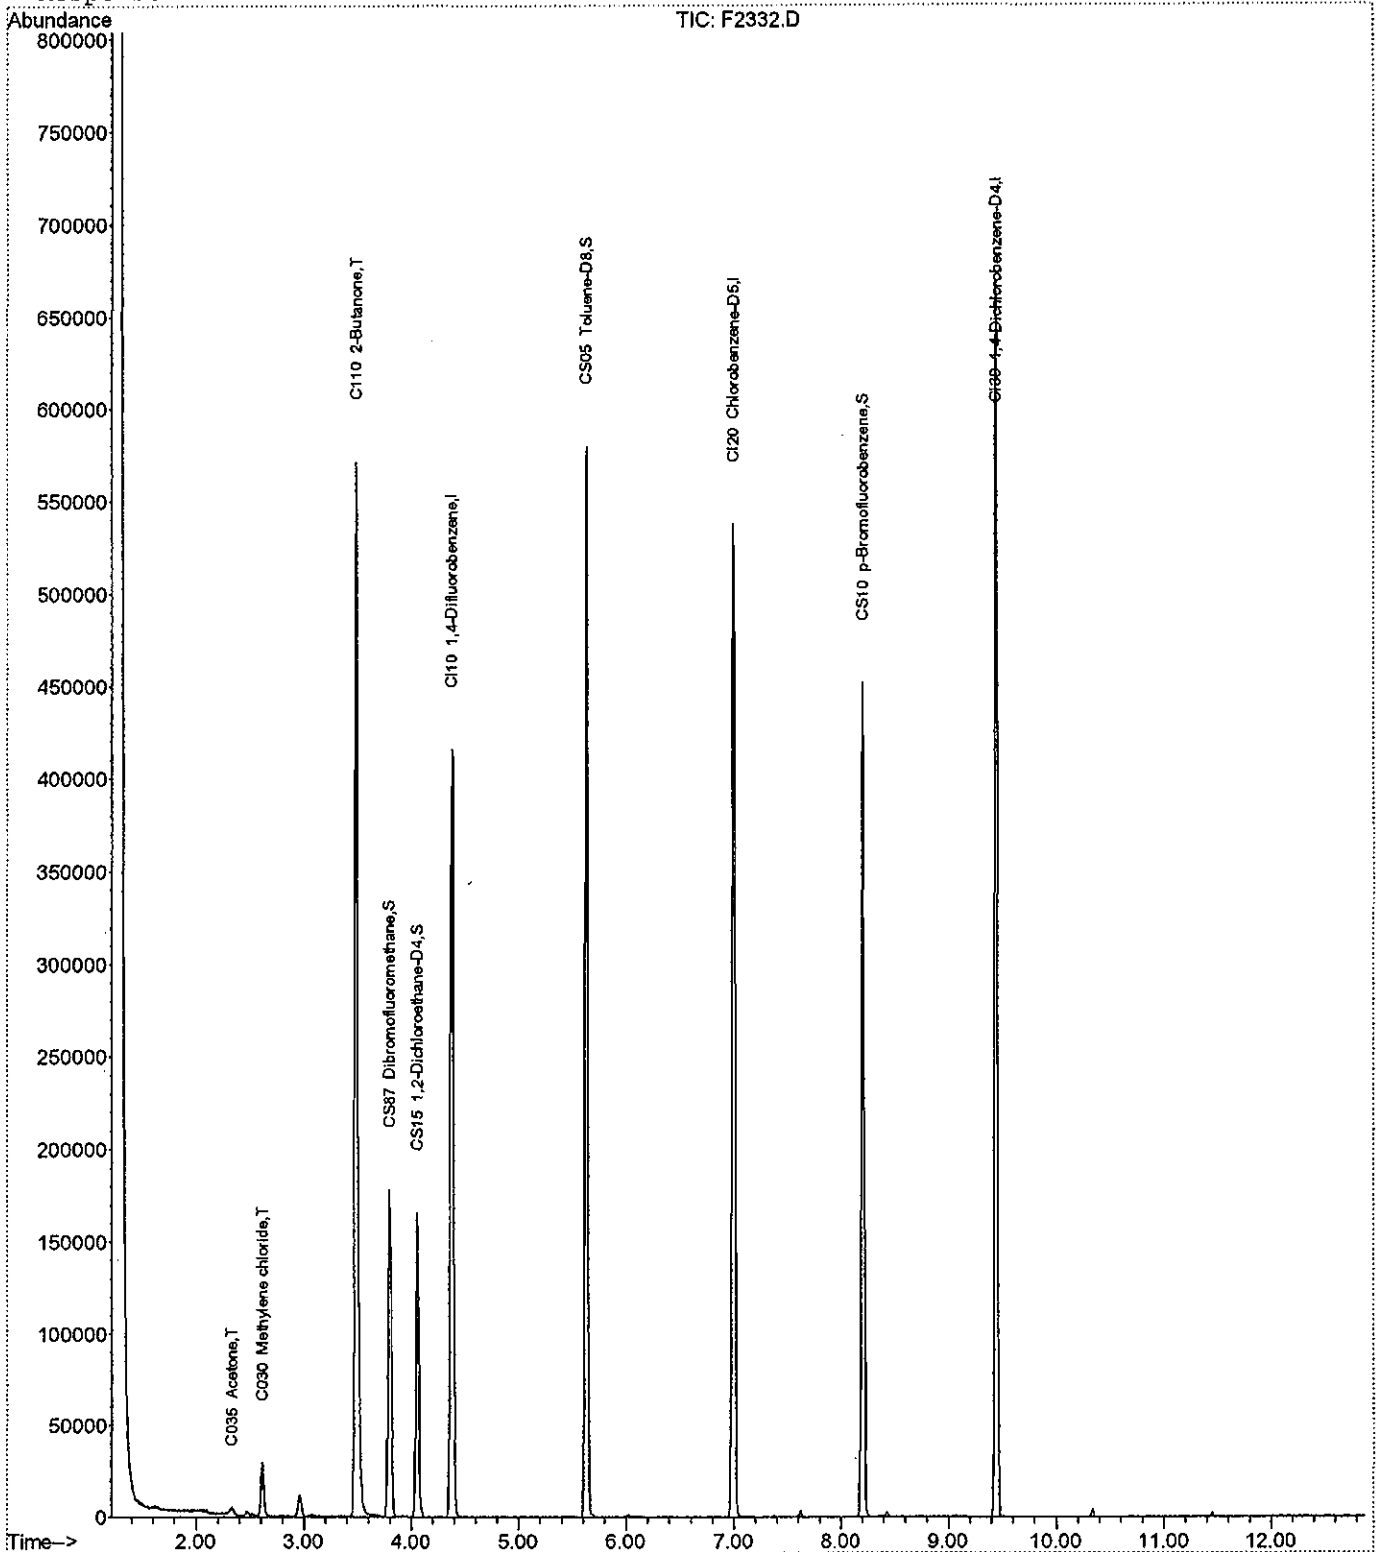 Abundance
TIC: F2332.D
800000
750000
700000
650000
600000
550000
500000
450000
400000
350000
300000
250000
200000
150000
100000
50000
0
C035 Acetone,T
C030 Methylene chloride,T
C110 2-Butanone,T
CS87 Dibromofluoromethane,S
CS15 1,2-Dichloroethane-D4,S
CI10 1,4-Difluorobenzene,I
CS05 Toluene-D8,S
CI20 Chlorobenzene-D5,I
CS10 p-Bromofluorobenzene,S
CI30 1,4-Dichlorobenzene-D4,I
Time--> 2.00 3.00 4.00 5.00 6.00 7.00 8.00 9.00 10.00 11.00 12.00